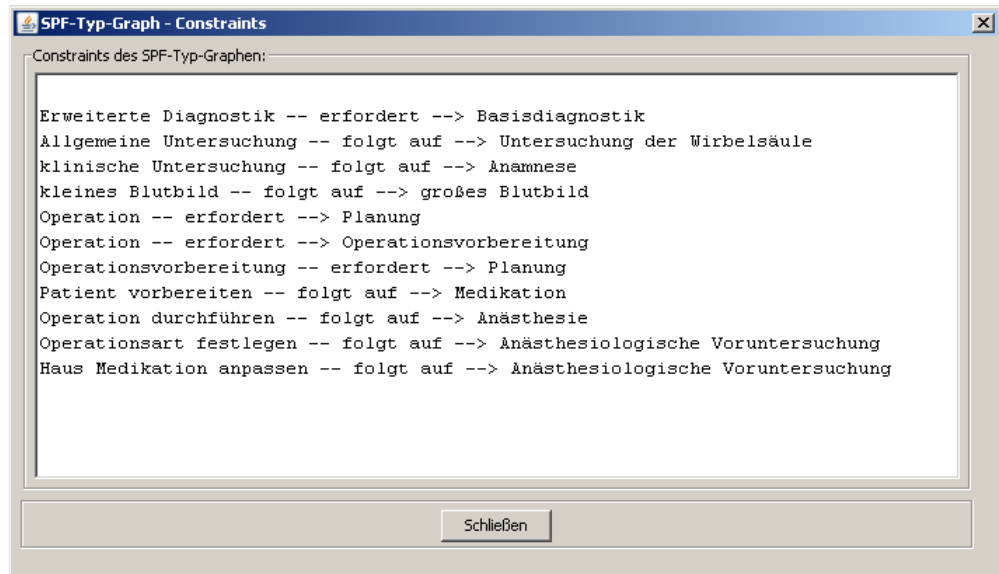 SPF-Typ-Graph - Constraints
Constraints des SPF-Typ-Graphen:
Erweiterte Diagnostik -- erfordert --> Basisdiagnostik
Allgemeine Untersuchung -- folgt auf --> Untersuchung der Wirbelsäule
klinische Untersuchung -- folgt auf --> Anamnese
kleines Blutbild -- folgt auf --> großes Blutbild
Operation -- erfordert --> Planung
Operation -- erfordert --> Operationsvorbereitung
Operationsvorbereitung -- erfordert --> Planung
Patient vorbereiten -- folgt auf --> Medikation
Operation durchführen -- folgt auf --> Anästhesie
Operationsart festlegen -- folgt auf --> Anästhesiologische Voruntersuchung
Haus Medikation anpassen -- folgt auf --> Anästhesiologische Voruntersuchung
Schließen